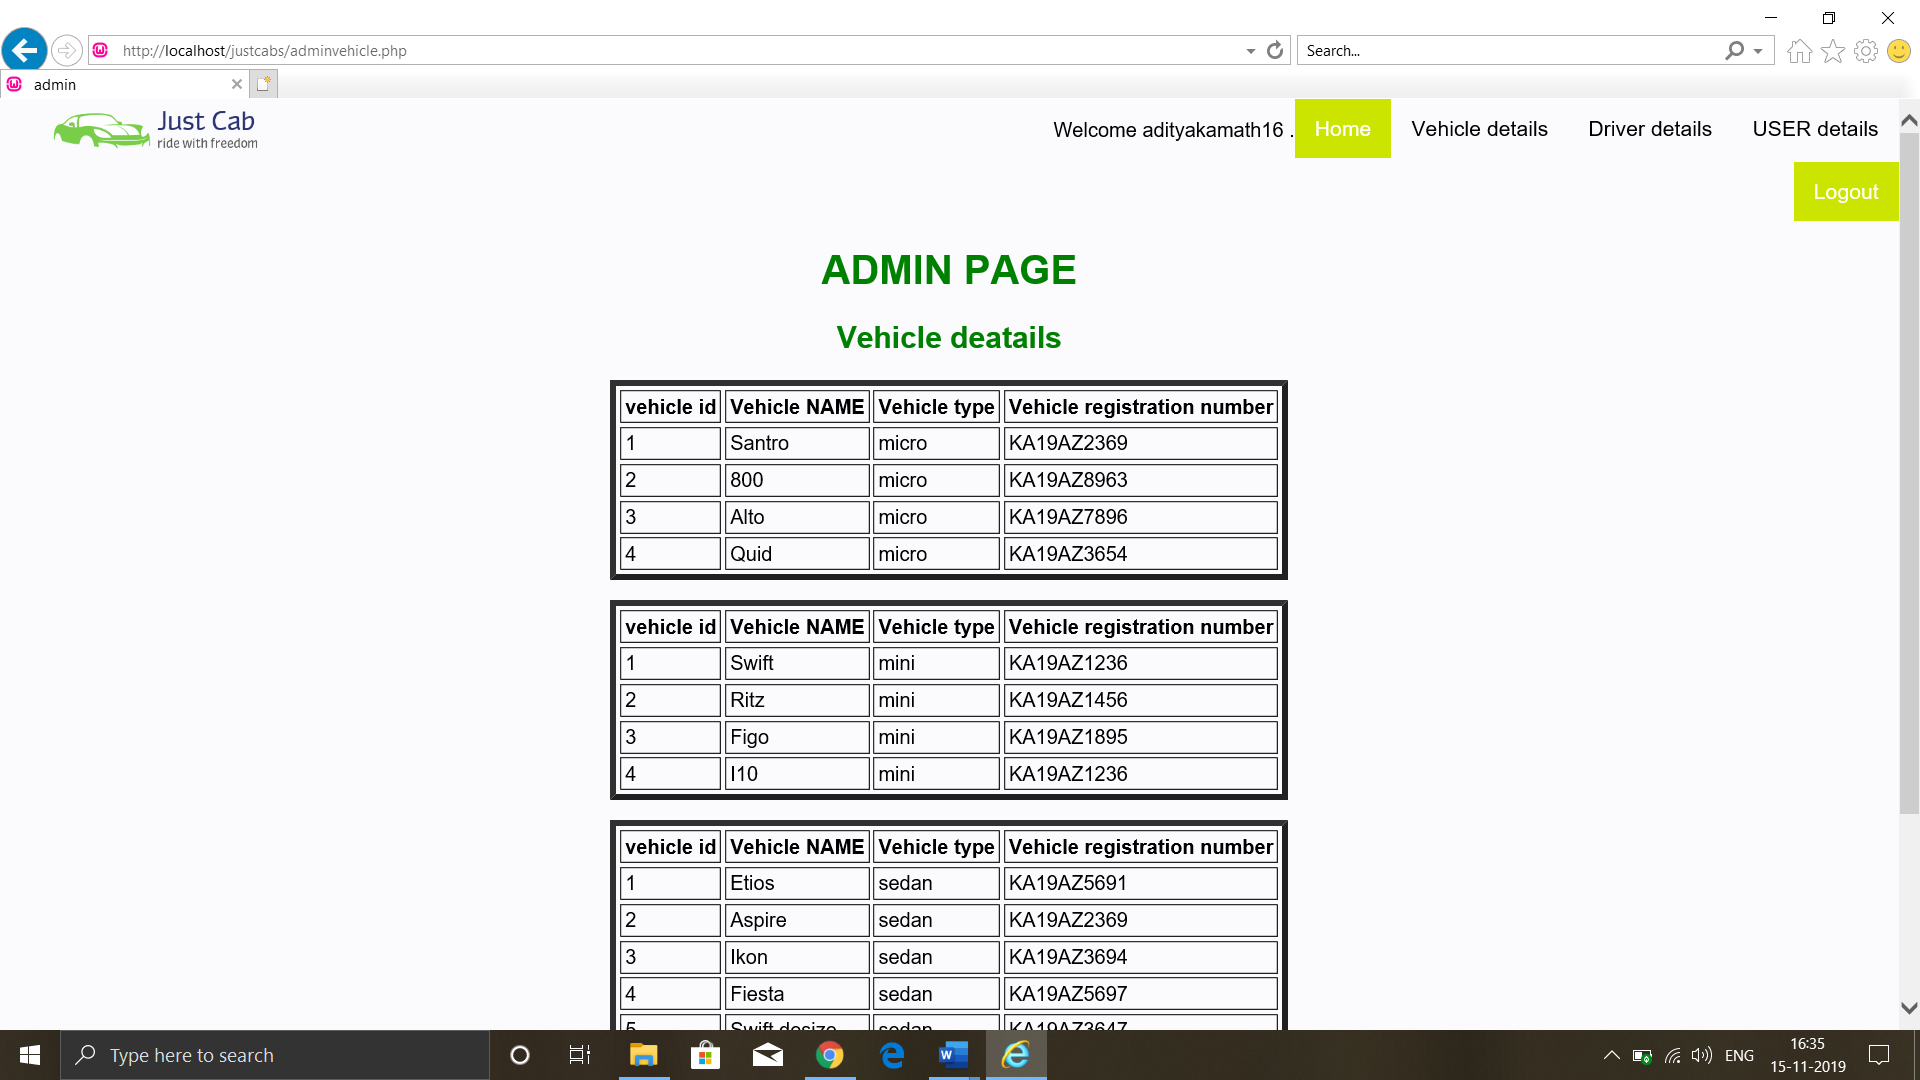 http://localhost/justcabs/adminvehicle.php
Search...
admin
Just Cab
ride with freedom
Welcome adityakamath16 .
Home
Vehicle details
Driver details
USER details
Logout
ADMIN PAGE
Vehicle deatails
vehicle id Vehicle NAME Vehicle type Vehicle registration number
1 Santro micro KA19AZ2369
2 800 micro KA19AZ8963
3 Alto micro KA19AZ7896
4 Quid micro KA19AZ3654
vehicle id Vehicle NAME Vehicle type Vehicle registration number
1 Swift mini KA19AZ1236
2 Ritz mini KA19AZ1456
3 Figo mini KA19AZ1895
4 I10 mini KA19AZ1236
vehicle id Vehicle NAME Vehicle type Vehicle registration number
1 Etios sedan KA19AZ5691
2 Aspire sedan KA19AZ2369
3 Ikon sedan KA19AZ3694
4 Fiesta sedan KA19AZ5697
5 Swift desize sedan KA19AZ3647
Type here to search
ENG
16:35
15-11-2019